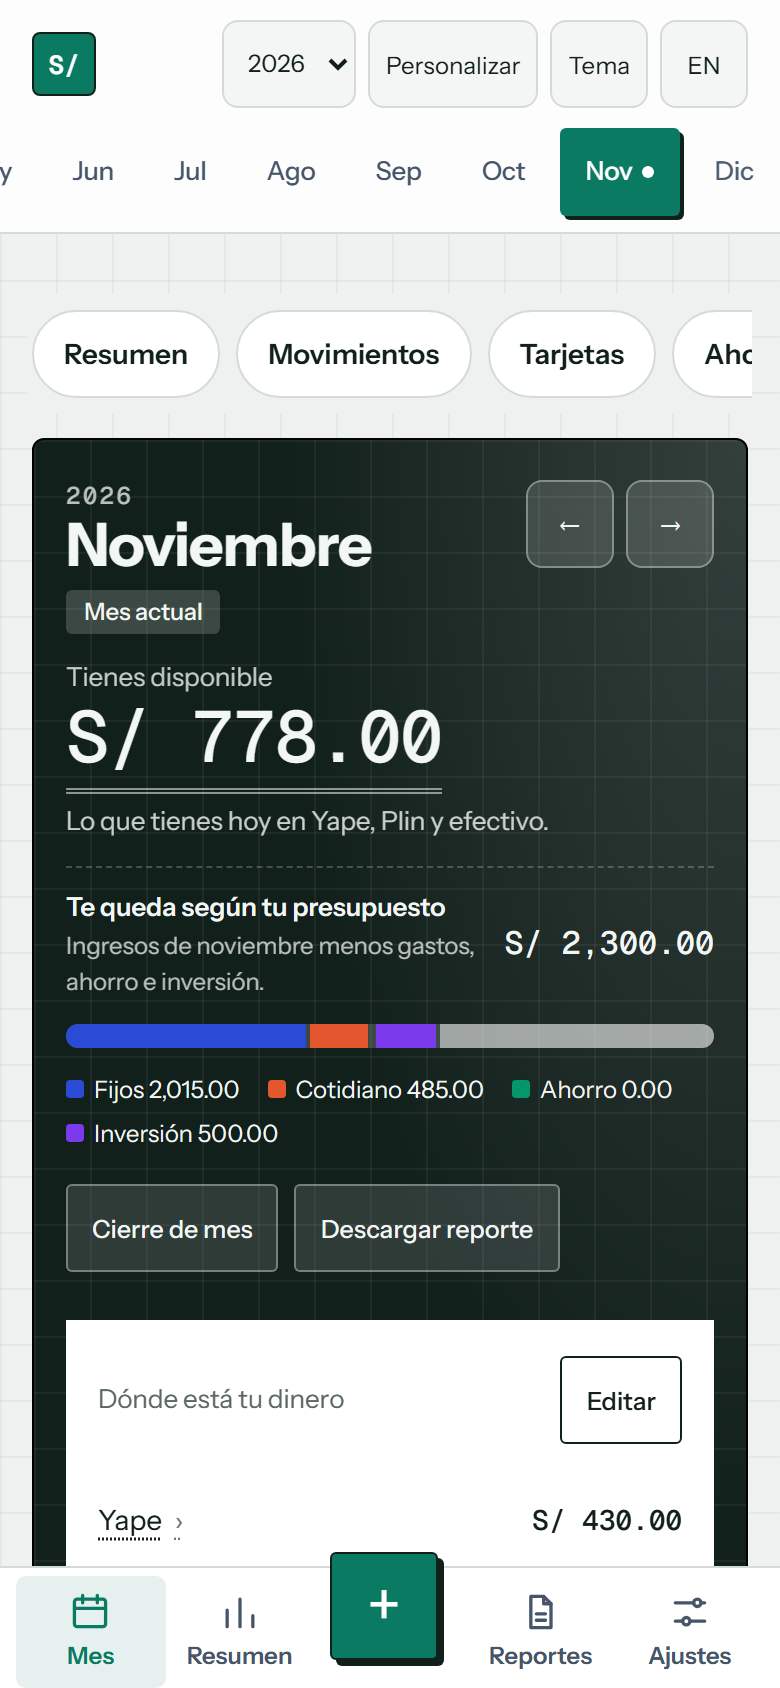 S/
2026
Personalizar
Tema
EN
y
Jun
Jul
Ago
Sep
Oct
Nov
Dic
Resumen
Movimientos
Tarjetas
Aho
2026
Noviembre
← →
Mes actual
Tienes disponible
S/ 778.00
Lo que tienes hoy en Yape, Plin y efectivo.
Te queda según tu presupuesto
Ingresos de noviembre menos gastos,
ahorro e inversión.
S/ 2,300.00
Fijos 2,015.00
Cotidiano 485.00
Ahorro 0.00
Inversión 500.00
Cierre de mes
Descargar reporte
Dónde está tu dinero
Editar
Yape ›
S/ 430.00
+
Mes
Resumen
Reportes
Ajustes